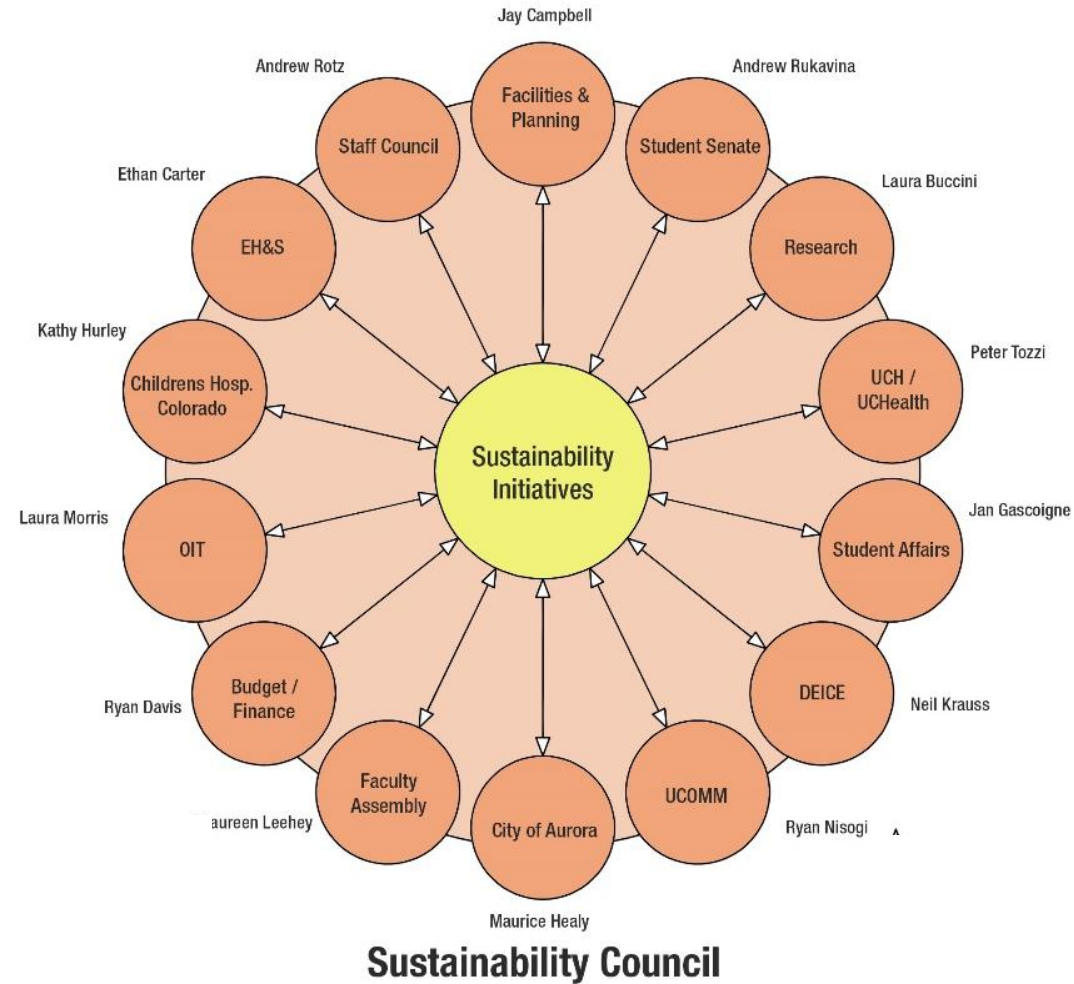 Jay Campbell
Andrew Rotz
Andrew Rukavina
Facilities &
Planning
Staff Council
Student Senate
Ethan Carter
Laura Buccini
EH&S
Research
Kathy Hurley
Peter Tozzi
Childrens Hosp.
Colorado
UCH /
UCHealth
Sustainability
Initiatives
Laura Morris
Jan Gascoigne
OIT
Student Affairs
Budget /
Finance
DEICE
Ryan Davis
Neil Krauss
Faculty
Assembly
UCOMM
aureen Leehey
City of Aurora
Ryan Nisogi
Maurice Healy
Sustainability Council